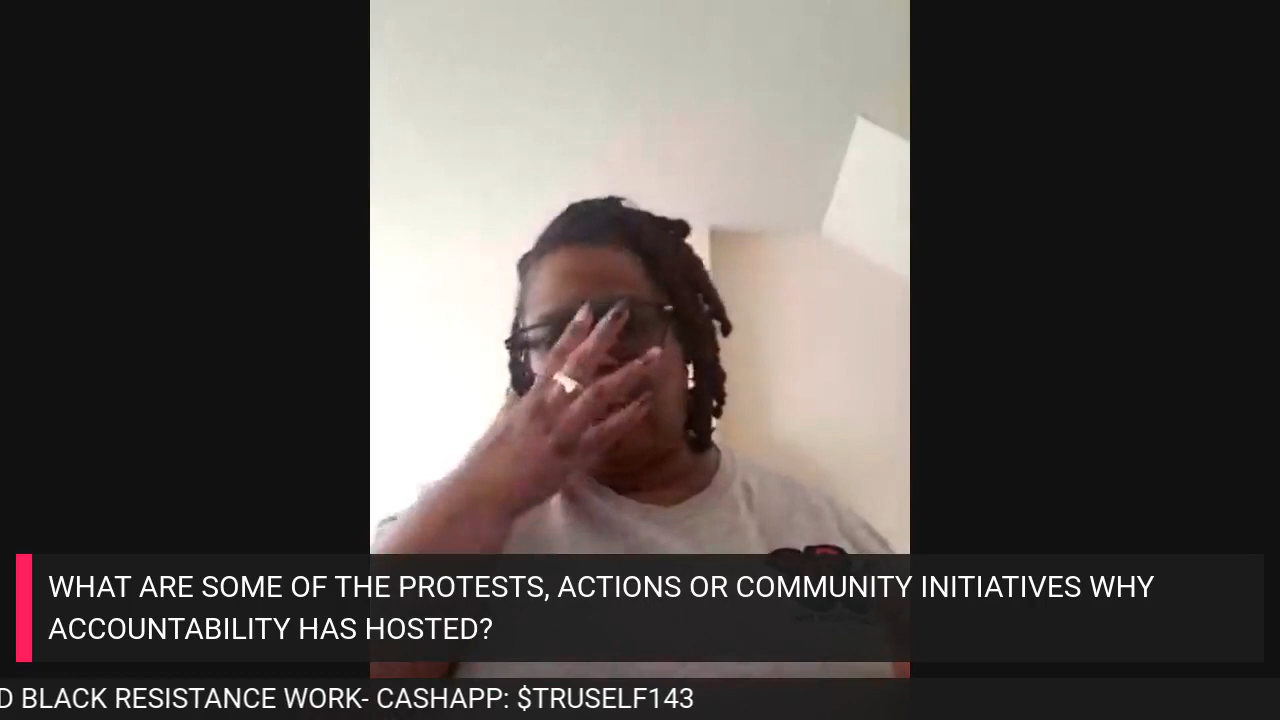 WHAT ARE SOME OF THE PROTESTS, ACTIONS OR COMMUNITY INITIATIVES WHY
ACCOUNTABILITY HAS HOSTED?
D BLACK RESISTANCE WORK- CASHAPP: $TRUSELF143